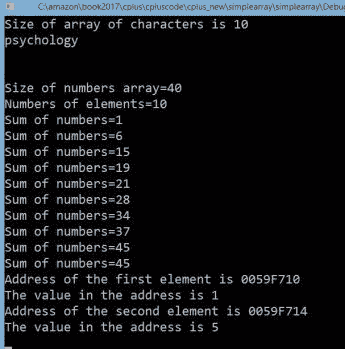 C:\amazon\book2017\cplus\cpluscode\cplus_new\simplearray\simplearray\Debu
Size of array of characters is 10
psychology
Size of numbers array=40
Numbers of elements=10
Sum of numbers=1
Sum of numbers=6
Sum of numbers=15
Sum of numbers=19
Sum of numbers=21
Sum of numbers=28
Sum of numbers=34
Sum of numbers=37
Sum of numbers=45
Sum of numbers=45
Address of the first element is 0059F710
The value in the address is 1
Address of the second element is 0059F714
The value in the address is 5